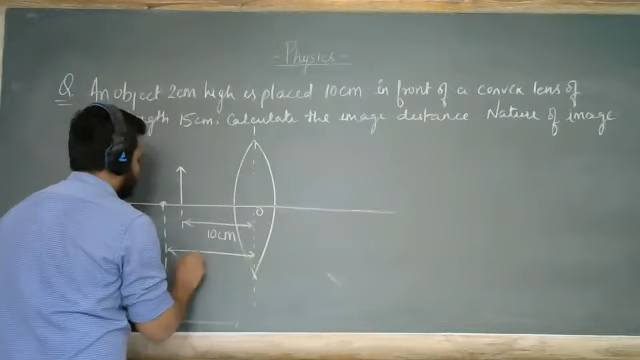 - Physics -
Q. An object 2cm high is placed 10cm in front of a convex lens of
15cm. Calculate the image distance Nature of image
O
10cm